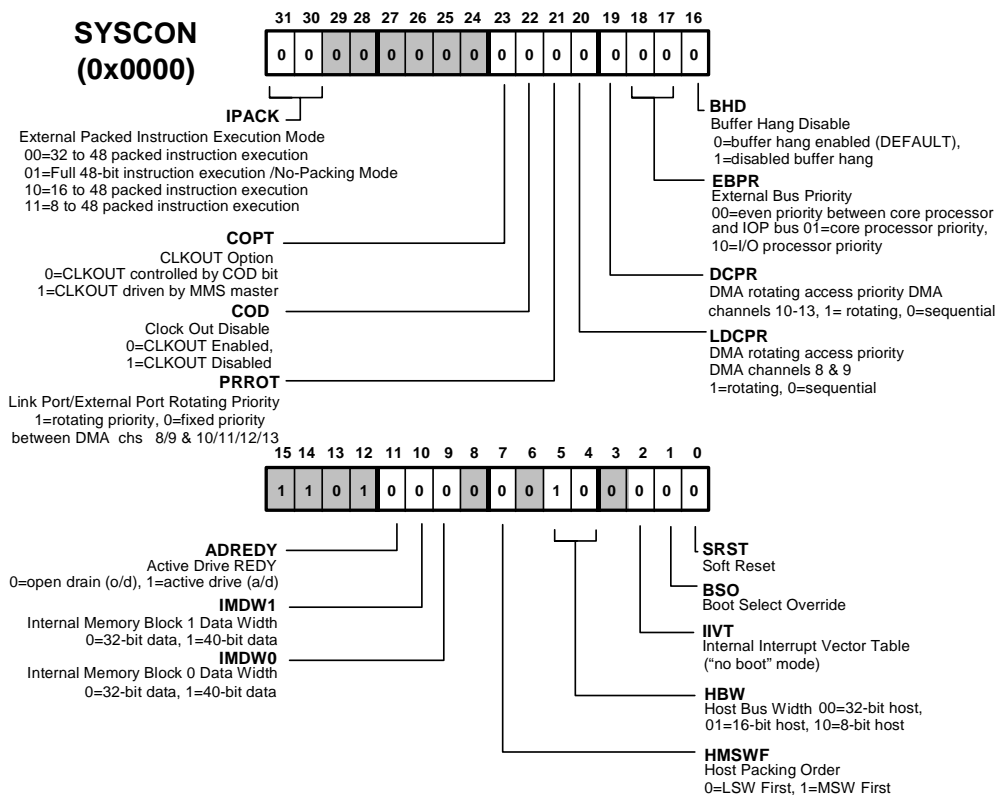 SYSCON
(0x0000)
31 30 29 28 27 26 25 24 23 22 21 20 19 18 17 16
0 0 0 0 0 0 0 0 0 0 0 0 0 0 0 0
IPACK
External Packed Instruction Execution Mode
00=32 to 48 packed instruction execution
01=Full 48-bit instruction execution /No-Packing Mode
10=16 to 48 packed instruction execution
11=8 to 48 packed instruction execution
COPT
CLKOUT Option
0=CLKOUT controlled by COD bit
1=CLKOUT driven by MMS master
COD
Clock Out Disable
0=CLKOUT Enabled,
1=CLKOUT Disabled
PRROT
Link Port/External Port Rotating Priority
1=rotating priority, 0=fixed priority
between DMA chs 8/9 & 10/11/12/13
BHD
Buffer Hang Disable
0=buffer hang enabled (DEFAULT),
1=disabled buffer hang
EBPR
External Bus Priority
00=even priority between core processor
and IOP bus 01=core processor priority,
10=I/O processor priority
DCPR
DMA rotating access priority DMA
channels 10-13, 1= rotating, 0=sequential
LDCPR
DMA rotating access priority
DMA channels 8 & 9
1=rotating, 0=sequential
15 14 13 12 11 10 9 8 7 6 5 4 3 2 1 0
1 1 0 1 0 0 0 0 0 0 1 0 0 0 0 0
ADREDY
Active Drive REDY
0=open drain (o/d), 1=active drive (a/d)
IMDW1
Internal Memory Block 1 Data Width
0=32-bit data, 1=40-bit data
IMDW0
Internal Memory Block 0 Data Width
0=32-bit data, 1=40-bit data
SRST
Soft Reset
BSO
Boot Select Override
IIVT
Internal Interrupt Vector Table
("no boot" mode)
HBW
Host Bus Width 00=32-bit host,
01=16-bit host, 10=8-bit host
HMSWF
Host Packing Order
0=LSW First, 1=MSW First